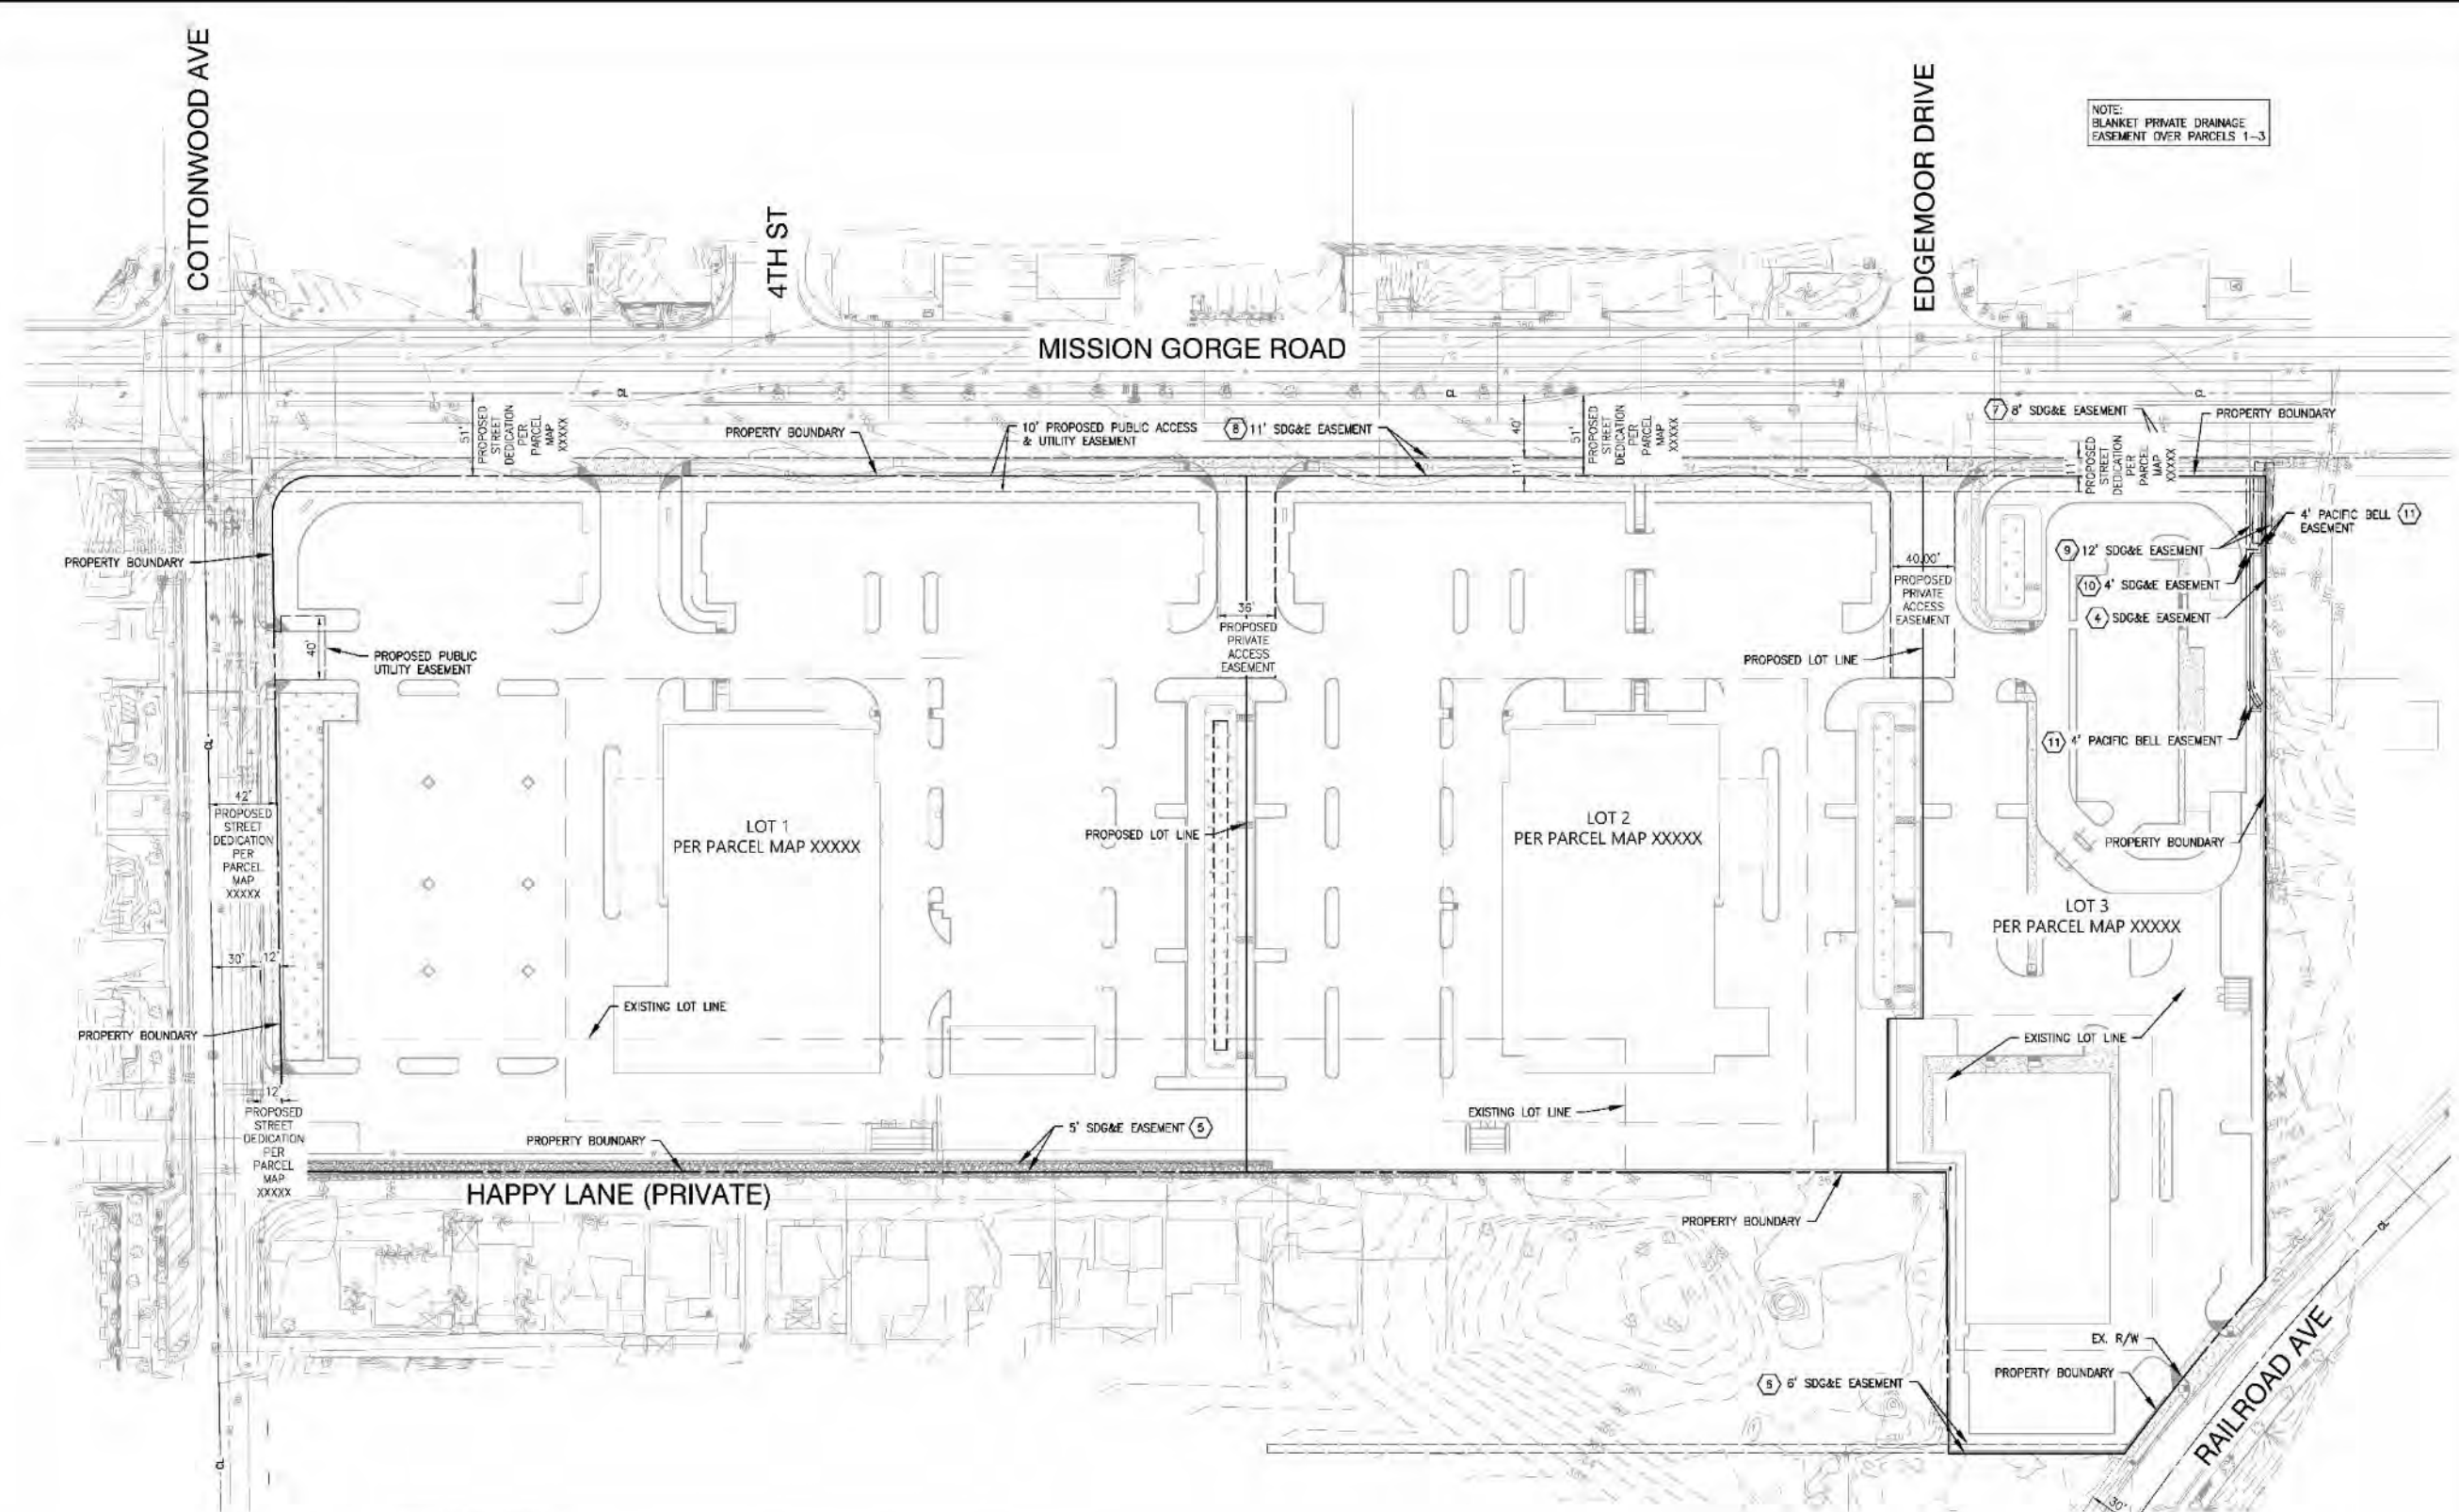 COTTONWOOD AVE
4TH ST
EDGEMOOR DRIVE
NOTE:
BLANKET PRIVATE DRAINAGE
EASEMENT OVER PARCELS 1-3
MISSION GORGE ROAD
CL
CL
CL
51'
PROPOSED
STREET
DEDICATION
PER
PARCEL
MAP
XXXXX
PROPERTY BOUNDARY
10' PROPOSED PUBLIC ACCESS
& UTILITY EASEMENT
8 11' SDG&E EASEMENT
40'
11'
51'
PROPOSED
STREET
DEDICATION
PER
PARCEL
MAP
XXXXX
7 8' SDG&E EASEMENT
PROPERTY BOUNDARY
11'
PROPOSED
STREET
DEDICATION
PER
PARCEL
MAP
XXXXX
4' PACIFIC BELL 11
EASEMENT
9 12' SDG&E EASEMENT
10 4' SDG&E EASEMENT
4 SDG&E EASEMENT
PROPERTY BOUNDARY
40'
PROPOSED PUBLIC
UTILITY EASEMENT
36'
PROPOSED
PRIVATE
ACCESS
EASEMENT
40.00'
PROPOSED
PRIVATE
ACCESS
EASEMENT
PROPOSED LOT LINE
11 4' PACIFIC BELL EASEMENT
CL
42'
PROPOSED
STREET
DEDICATION
PER
PARCEL
MAP
XXXXX
LOT 1
PER PARCEL MAP XXXXX
PROPOSED LOT LINE
LOT 2
PER PARCEL MAP XXXXX
PROPERTY BOUNDARY
LOT 3
PER PARCEL MAP XXXXX
30'
12'
EXISTING LOT LINE
PROPERTY BOUNDARY
EXISTING LOT LINE
12'
PROPOSED
STREET
DEDICATION
PER
PARCEL
MAP
XXXXX
PROPERTY BOUNDARY
5' SDG&E EASEMENT 5
EXISTING LOT LINE
HAPPY LANE (PRIVATE)
PROPERTY BOUNDARY
CL
EX. R/W
PROPERTY BOUNDARY
6' SDG&E EASEMENT
RAILROAD AVE
CL
30'